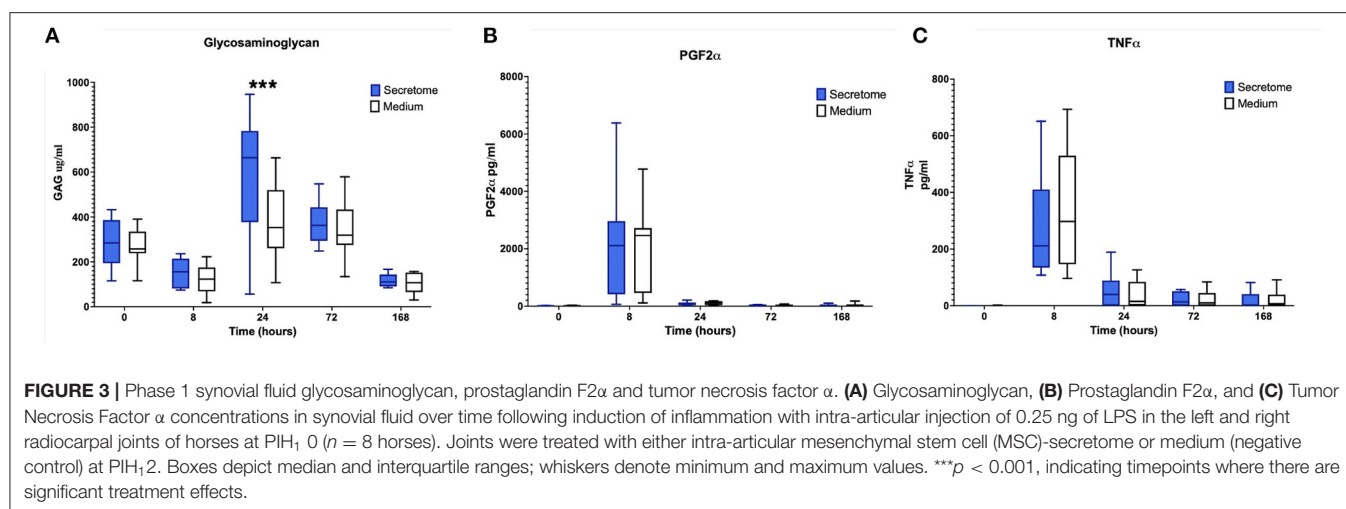 A
Glycosaminoglycan
1000
800
600
400
200
0
GAG ug/ml
***
Secretome
Medium
0 8 24 72 168
Time (hours)
B
PGF2α
8000
6000
4000
2000
0
PGF2α pg/ml
Secretome
Medium
0 8 24 72 168
Time (hours)
C
TNFα
800
600
400
200
0
TNFα
pg/ml
Secretome
Medium
0 8 24 72 168
Time (hours)
FIGURE 3 | Phase 1 synovial fluid glycosaminoglycan, prostaglandin F2α and tumor necrosis factor α. (A) Glycosaminoglycan, (B) Prostaglandin F2α, and (C) Tumor
Necrosis Factor α concentrations in synovial fluid over time following induction of inflammation with intra-articular injection of 0.25 ng of LPS in the left and right
radiocarpal joints of horses at PIH₁ 0 (n = 8 horses). Joints were treated with either intra-articular mesenchymal stem cell (MSC)-secretome or medium (negative
control) at PIH₁2. Boxes depict median and interquartile ranges; whiskers denote minimum and maximum values. ***p < 0.001, indicating timepoints where there are
significant treatment effects.